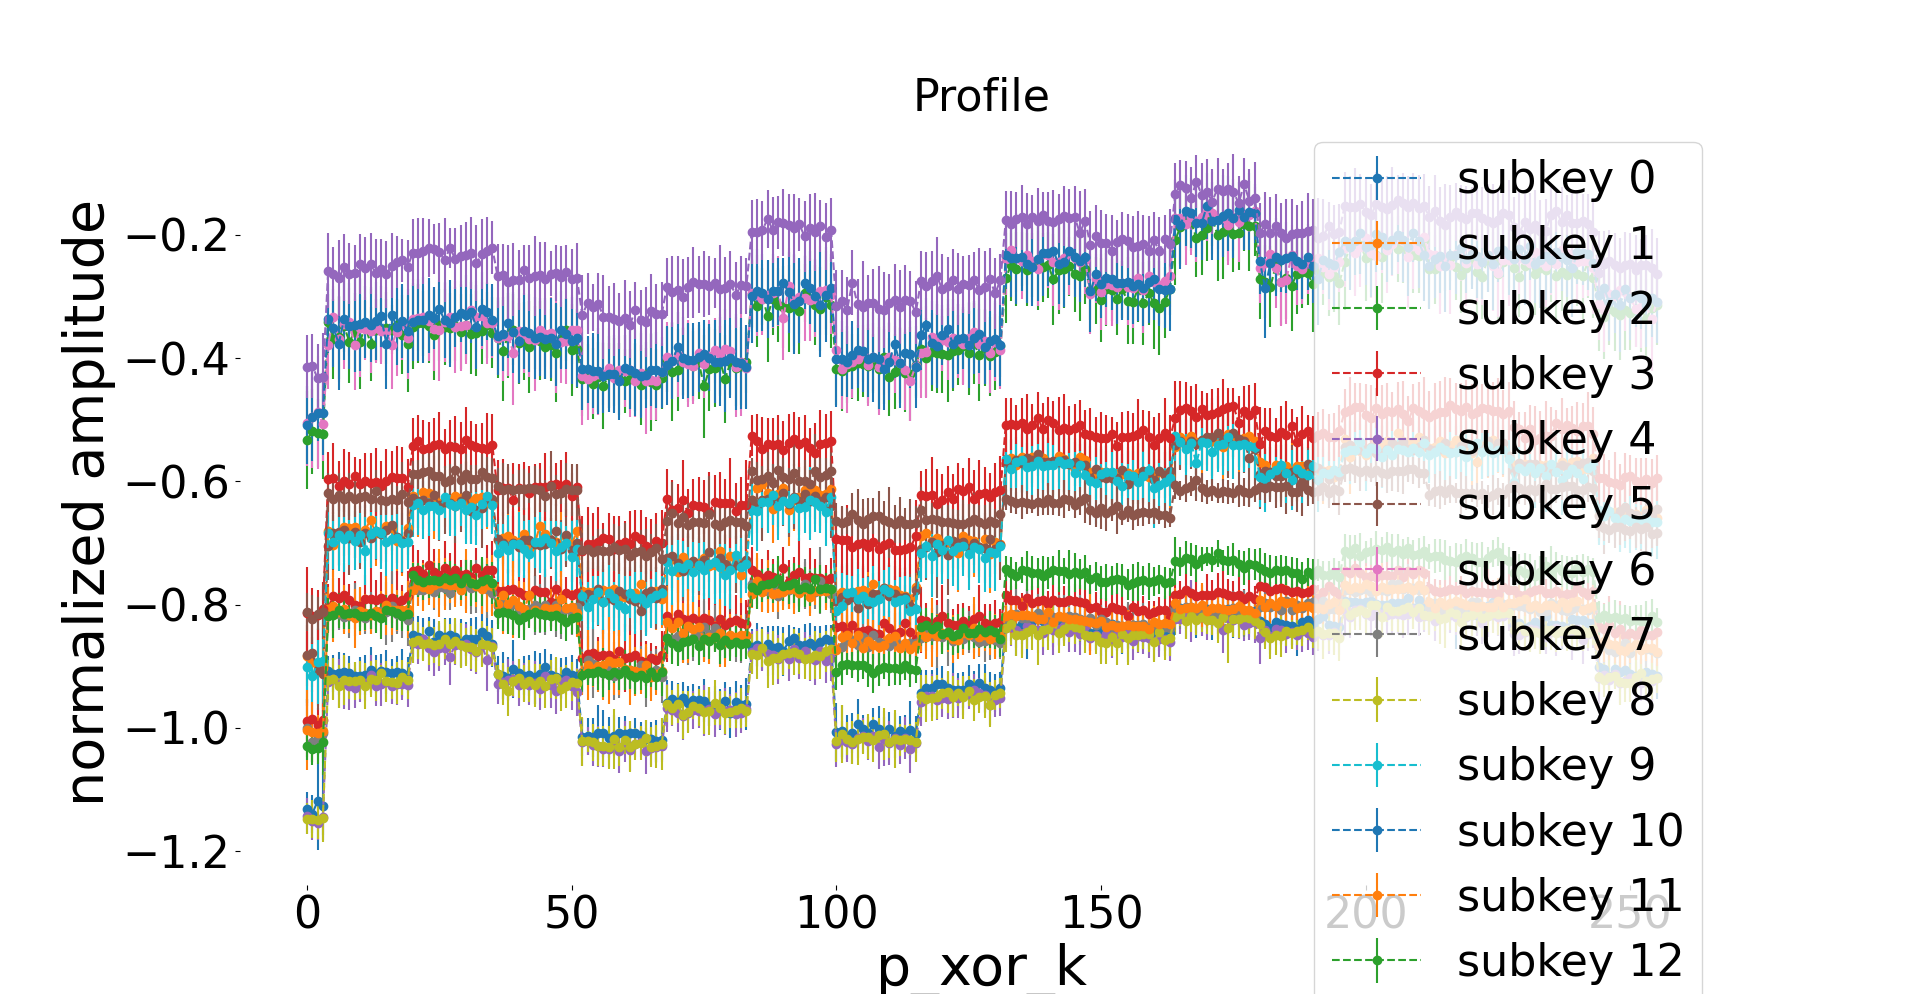 Profile
normalized amplitude
−0.2
−0.4
−0.6
−0.8
−1.0
−1.2
0
50
100
150
200
250
p_xor_k
subkey 0
subkey 1
subkey 2
subkey 3
subkey 4
subkey 5
subkey 6
subkey 7
subkey 8
subkey 9
subkey 10
subkey 11
subkey 12